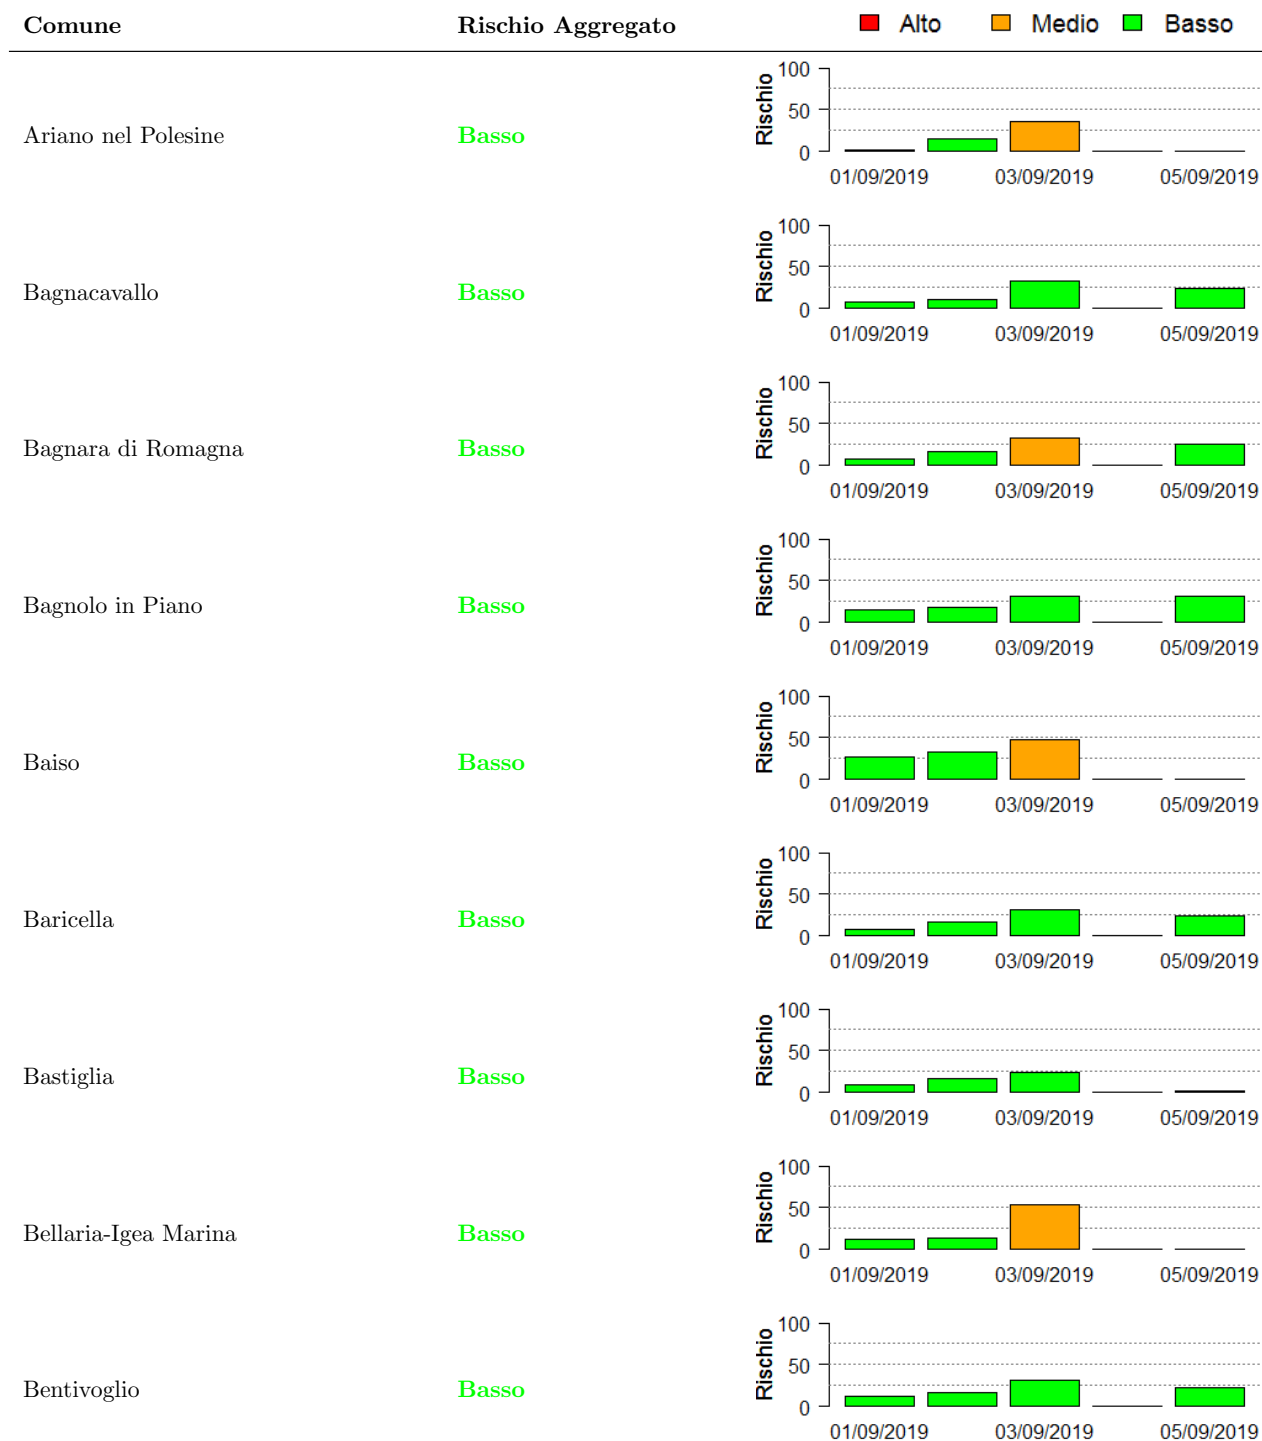 Comune Rischio Aggregato Alto Medio Basso
Ariano nel Polesine Basso
Rischio
100
50
0
01/09/2019 03/09/2019 05/09/2019
Bagnacavallo Basso
Rischio
100
50
0
01/09/2019 03/09/2019 05/09/2019
Bagnara di Romagna Basso
Rischio
100
50
0
01/09/2019 03/09/2019 05/09/2019
Bagnolo in Piano Basso
Rischio
100
50
0
01/09/2019 03/09/2019 05/09/2019
Baiso Basso
Rischio
100
50
0
01/09/2019 03/09/2019 05/09/2019
Baricella Basso
Rischio
100
50
0
01/09/2019 03/09/2019 05/09/2019
Bastiglia Basso
Rischio
100
50
0
01/09/2019 03/09/2019 05/09/2019
Bellaria-Igea Marina Basso
Rischio
100
50
0
01/09/2019 03/09/2019 05/09/2019
Bentivoglio Basso
Rischio
100
50
0
01/09/2019 03/09/2019 05/09/2019